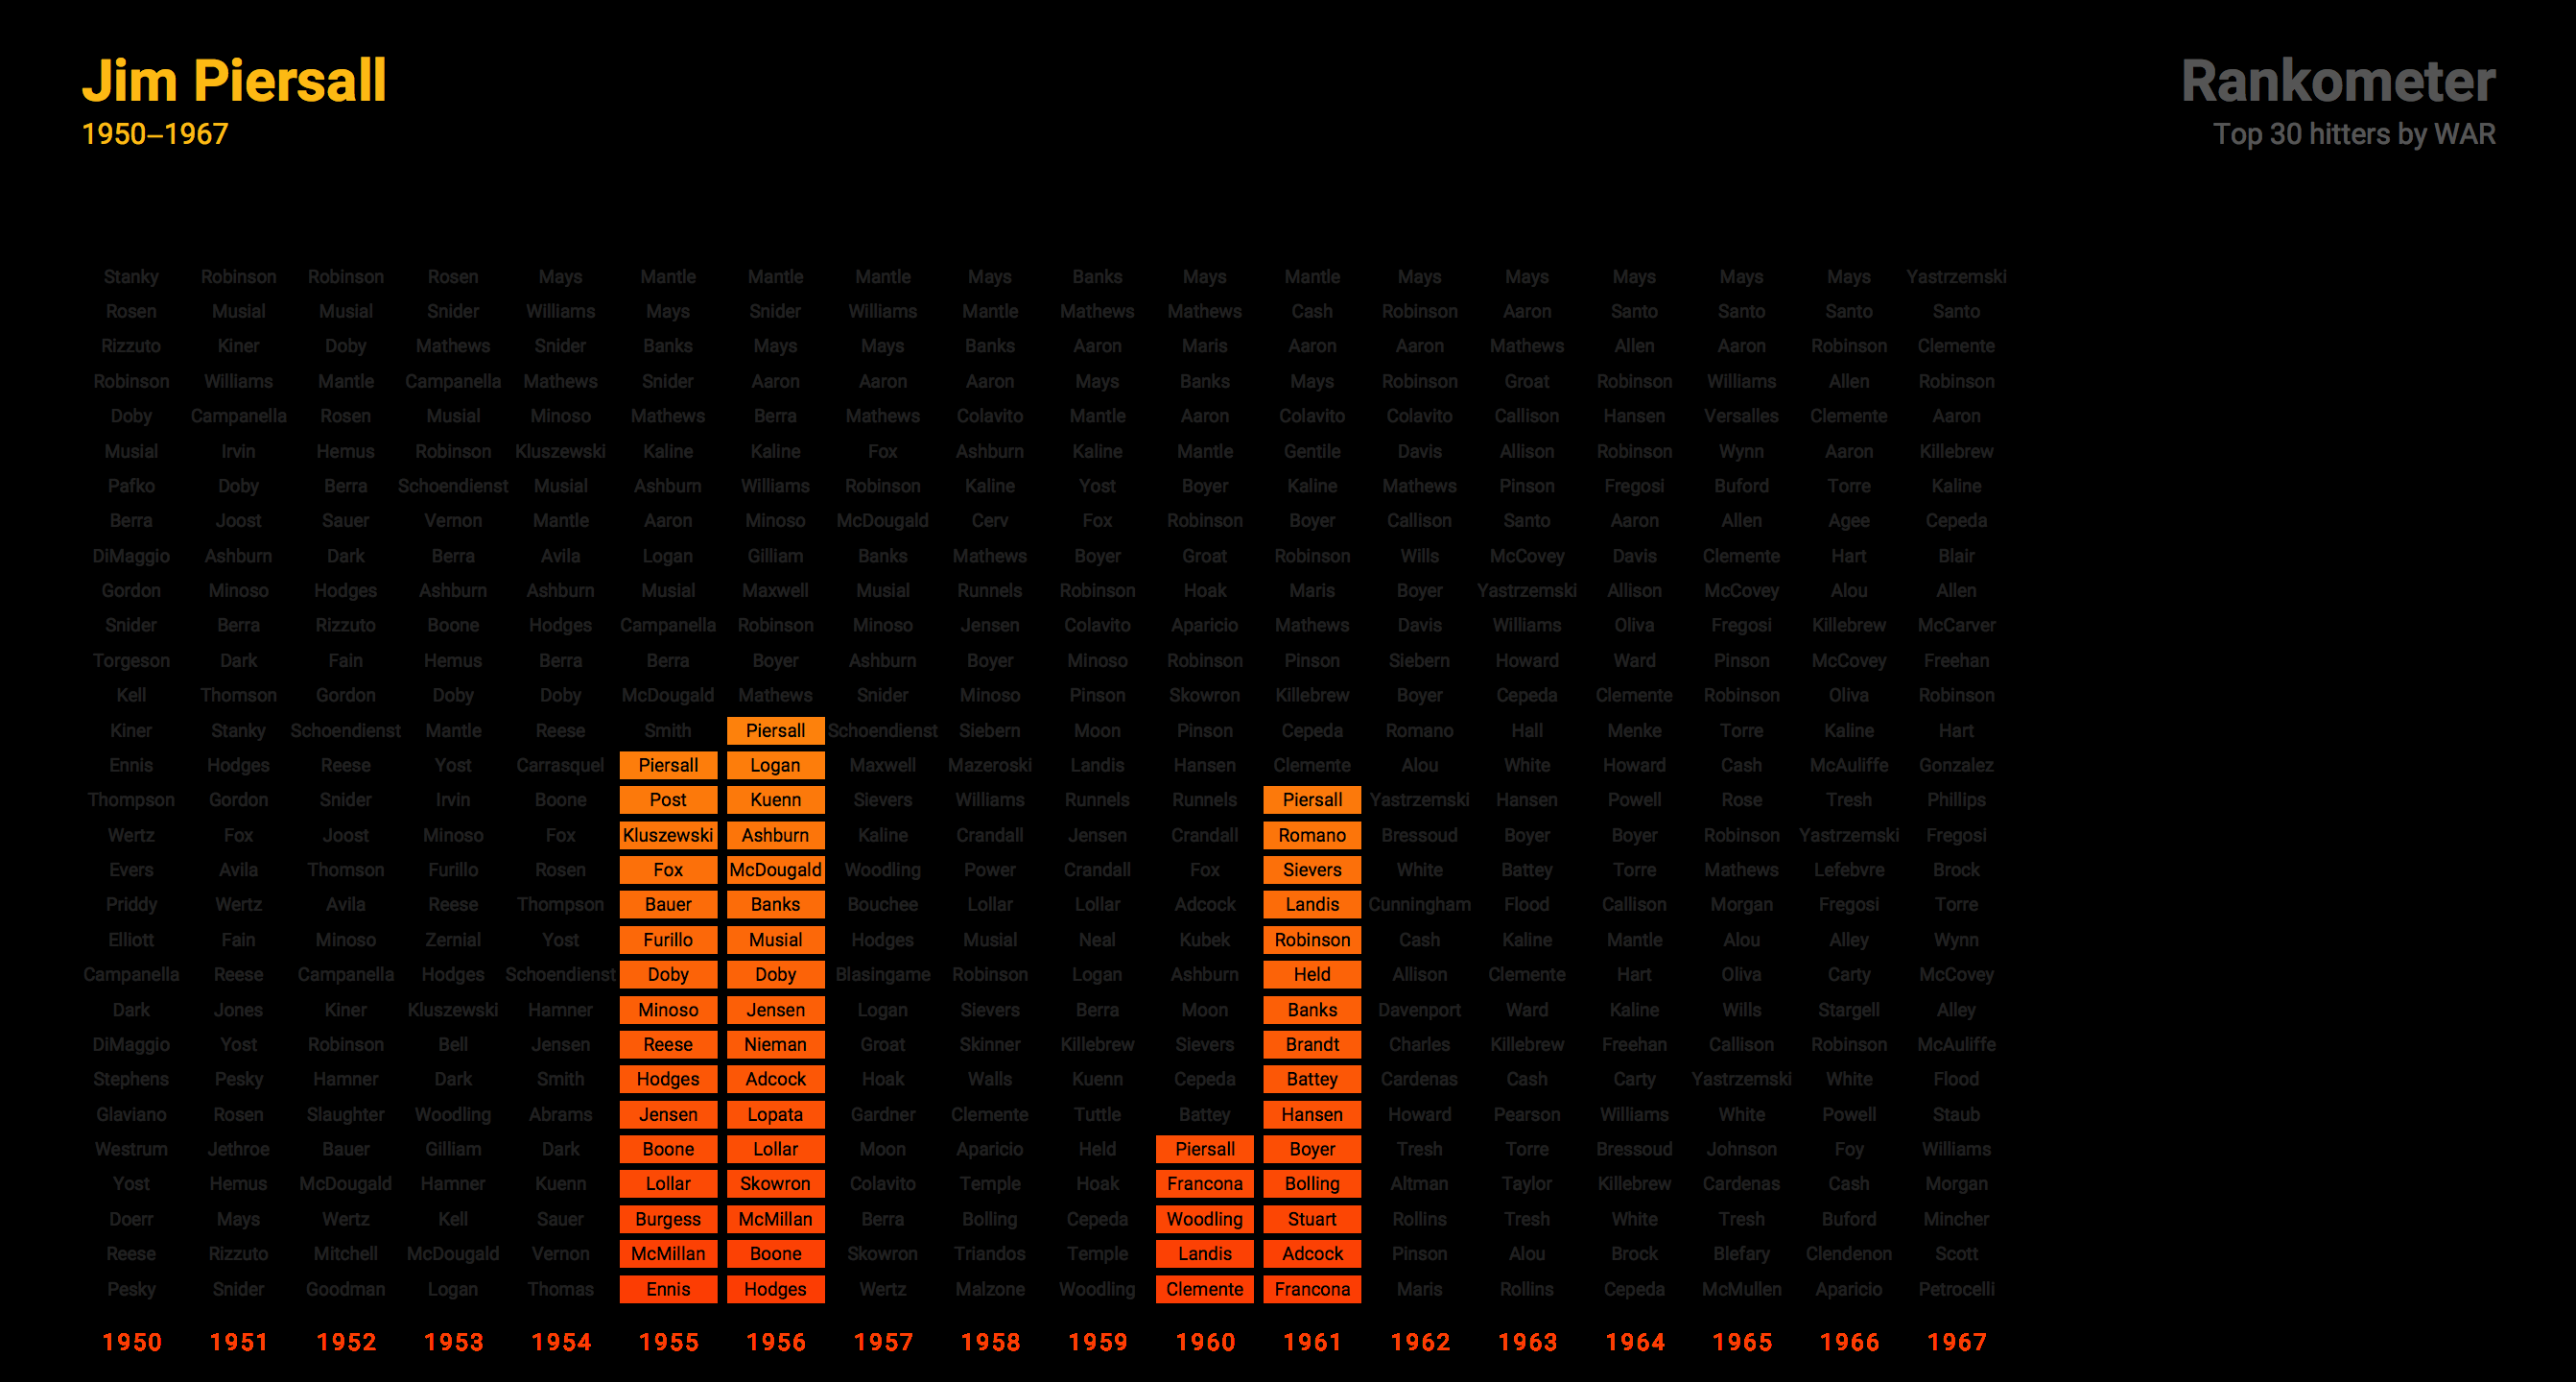 Jim Piersall
1950–1967
Rankometer
Top 30 hitters by WAR
Stanky Robinson Robinson Rosen Mays Mantle Mantle Mantle Mays Banks Mays Mantle Mays Mays Mays Mays Mays Yastrzemski
Rosen Musial Musial Snider Williams Mays Snider Williams Mantle Mathews Mathews Cash Robinson Aaron Santo Santo Santo Santo
Rizzuto Kiner Doby Mathews Snider Banks Mays Mays Banks Aaron Maris Aaron Aaron Mathews Allen Aaron Robinson Clemente
Robinson Williams Mantle Campanella Mathews Snider Aaron Aaron Aaron Mays Banks Mays Robinson Groat Robinson Williams Allen Robinson
Doby Campanella Rosen Musial Minoso Mathews Berra Mathews Colavito Mantle Aaron Colavito Colavito Callison Hansen Versalles Clemente Aaron
Musial Irvin Hemus Robinson Kluszewski Kaline Kaline Fox Ashburn Kaline Mantle Gentile Davis Allison Robinson Wynn Aaron Killebrew
Pafko Doby Berra Schoendienst Musial Ashburn Williams Robinson Kaline Yost Boyer Kaline Mathews Pinson Fregosi Buford Torre Kaline
Berra Joost Sauer Vernon Mantle Aaron Minoso McDougald Cerv Fox Robinson Boyer Callison Santo Aaron Allen Agee Cepeda
DiMaggio Ashburn Dark Berra Avila Logan Gilliam Banks Mathews Boyer Groat Robinson Wills McCovey Davis Clemente Hart Blair
Gordon Minoso Hodges Ashburn Ashburn Musial Maxwell Musial Runnels Robinson Hoak Maris Boyer Yastrzemski Allison McCovey Alou Allen
Snider Berra Rizzuto Boone Hodges Campanella Robinson Minoso Jensen Colavito Aparicio Mathews Davis Williams Oliva Fregosi Killebrew McCarver
Torgeson Dark Fain Hemus Berra Berra Boyer Ashburn Boyer Minoso Robinson Pinson Siebern Howard Ward Pinson McCovey Freehan
Kell Thomson Gordon Doby Doby McDougald Mathews Snider Minoso Pinson Skowron Killebrew Boyer Cepeda Clemente Robinson Oliva Robinson
Kiner Stanky Schoendienst Mantle Reese Smith Piersall Schoendienst Siebern Moon Pinson Cepeda Romano Hall Menke Torre Kaline Hart
Ennis Hodges Reese Yost Carrasquel Piersall Logan Maxwell Mazeroski Landis Hansen Clemente Alou White Howard Cash McAuliffe Gonzalez
Thompson Gordon Snider Irvin Boone Post Kuenn Sievers Williams Runnels Runnels Piersall Yastrzemski Hansen Powell Rose Tresh Phillips
Wertz Fox Joost Minoso Fox Kluszewski Ashburn Kaline Crandall Jensen Crandall Romano Bressoud Boyer Boyer Robinson Yastrzemski Fregosi
Evers Avila Thomson Furillo Rosen Fox McDougald Woodling Power Crandall Fox Sievers White Battey Torre Mathews Lefebvre Brock
Priddy Wertz Avila Reese Thompson Bauer Banks Bouchee Lollar Lollar Adcock Landis Cunningham Flood Callison Morgan Fregosi Torre
Elliott Fain Minoso Zernial Yost Furillo Musial Hodges Musial Neal Kubek Robinson Cash Kaline Mantle Alou Alley Wynn
Campanella Reese Campanella Hodges Schoendienst Doby Doby Blasingame Robinson Logan Ashburn Held Allison Clemente Hart Oliva Carty McCovey
Dark Jones Kiner Kluszewski Hamner Minoso Jensen Logan Sievers Berra Moon Banks Davenport Ward Kaline Wills Stargell Alley
DiMaggio Yost Robinson Bell Jensen Reese Nieman Groat Skinner Killebrew Sievers Brandt Charles Killebrew Freehan Callison Robinson McAuliffe
Stephens Pesky Hamner Dark Smith Hodges Adcock Hoak Walls Kuenn Cepeda Battey Cardenas Cash Carty Yastrzemski White Flood
Glaviano Rosen Slaughter Woodling Abrams Jensen Lopata Gardner Clemente Tuttle Battey Hansen Howard Pearson Williams White Powell Staub
Westrum Jethroe Bauer Gilliam Dark Boone Lollar Moon Aparicio Held Piersall Boyer Tresh Torre Bressoud Johnson Foy Williams
Yost Hemus McDougald Hamner Kuenn Lollar Skowron Colavito Temple Hoak Francona Bolling Altman Taylor Killebrew Cardenas Cash Morgan
Doerr Mays Wertz Kell Sauer Burgess McMillan Berra Bolling Cepeda Woodling Stuart Rollins Tresh White Tresh Buford Mincher
Reese Rizzuto Mitchell McDougald Vernon McMillan Boone Skowron Triandos Temple Landis Adcock Pinson Alou Brock Blefary Clendenon Scott
Pesky Snider Goodman Logan Thomas Ennis Hodges Wertz Malzone Woodling Clemente Francona Maris Rollins Cepeda McMullen Aparicio Petrocelli
1950 1951 1952 1953 1954 1955 1956 1957 1958 1959 1960 1961 1962 1963 1964 1965 1966 1967